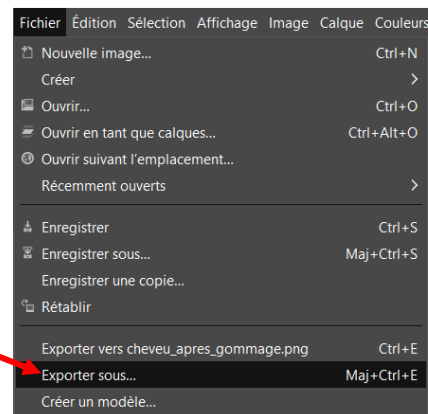 Fichier Édition Sélection Affichage Image Calque Couleurs
Nouvelle image... Ctrl+N
Créer >
Ouvrir... Ctrl+O
Ouvrir en tant que calques... Ctrl+Alt+O
Ouvrir suivant l’emplacement...
Récemment ouverts >
Enregistrer Ctrl+S
Enregistrer sous... Maj+Ctrl+S
Enregistrer une copie...
Rétablir
Exporter vers cheveu_apres_gommage.png Ctrl+E
Exporter sous... Maj+Ctrl+E
Créer un modèle...